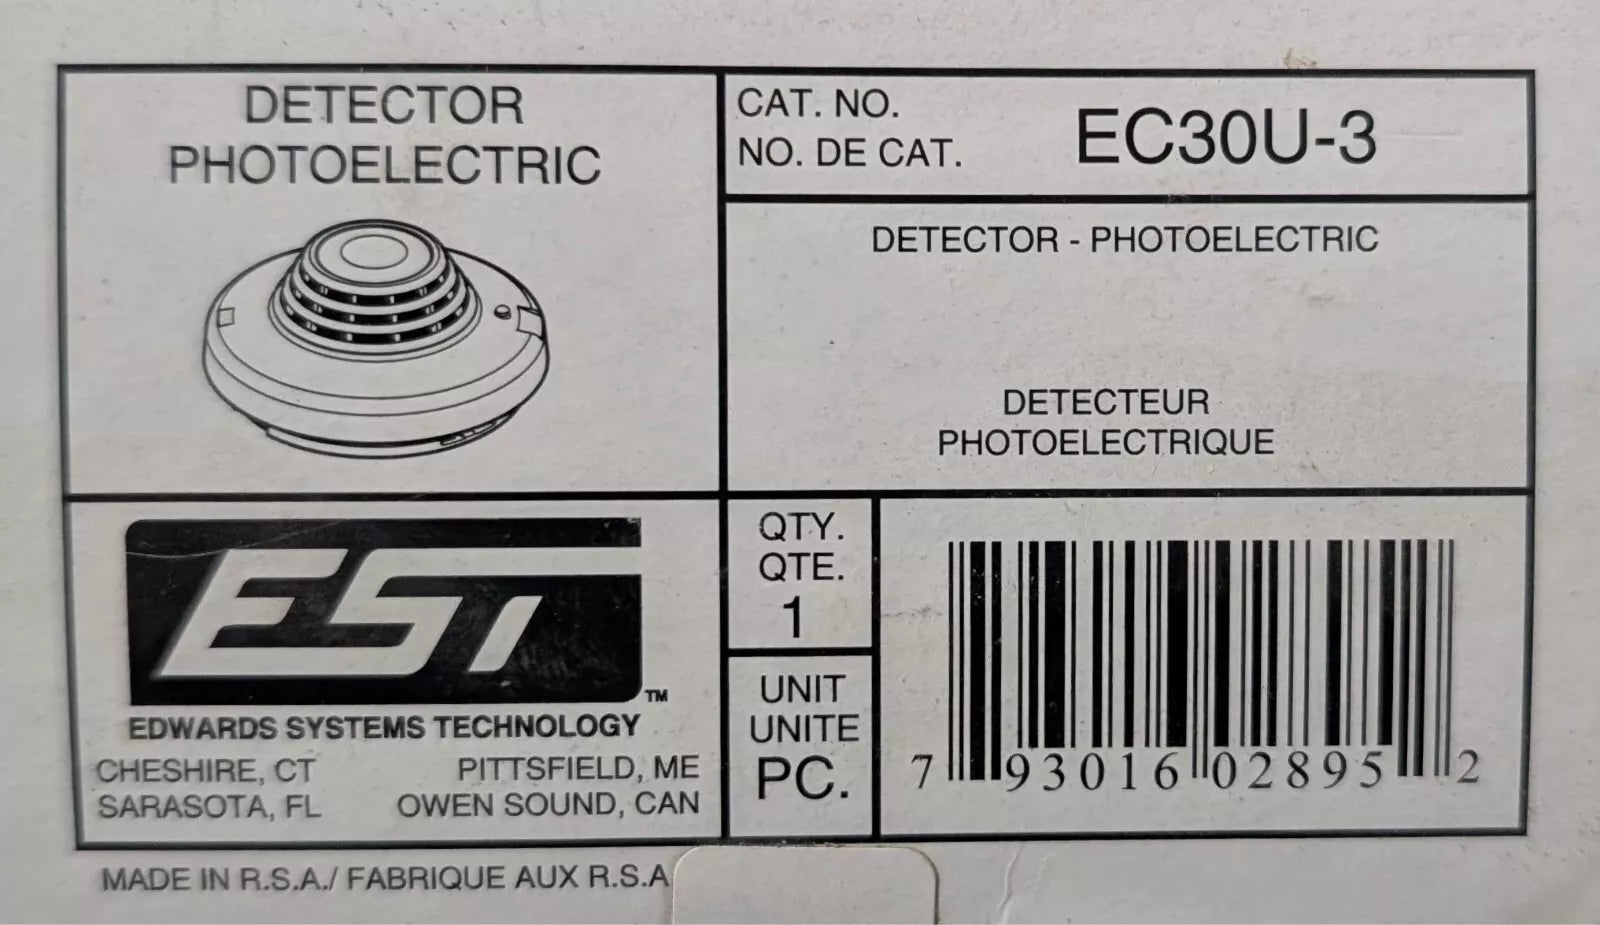 DETECTOR
PHOTOELECTRIC
CAT. NO.
NO. DE CAT.
EC30U-3
DETECTOR - PHOTOELECTRIC
DETECTEUR
PHOTOELECTRIQUE
EST
TM
EDWARDS SYSTEMS TECHNOLOGY
CHESHIRE, CT PITTSFIELD, ME
SARASOTA, FL OWEN SOUND, CAN
QTY.
QTE.
1
UNIT
UNITE
PC.
7 93016 02895 2
MADE IN R.S.A./ FABRIQUE AUX R.S.A